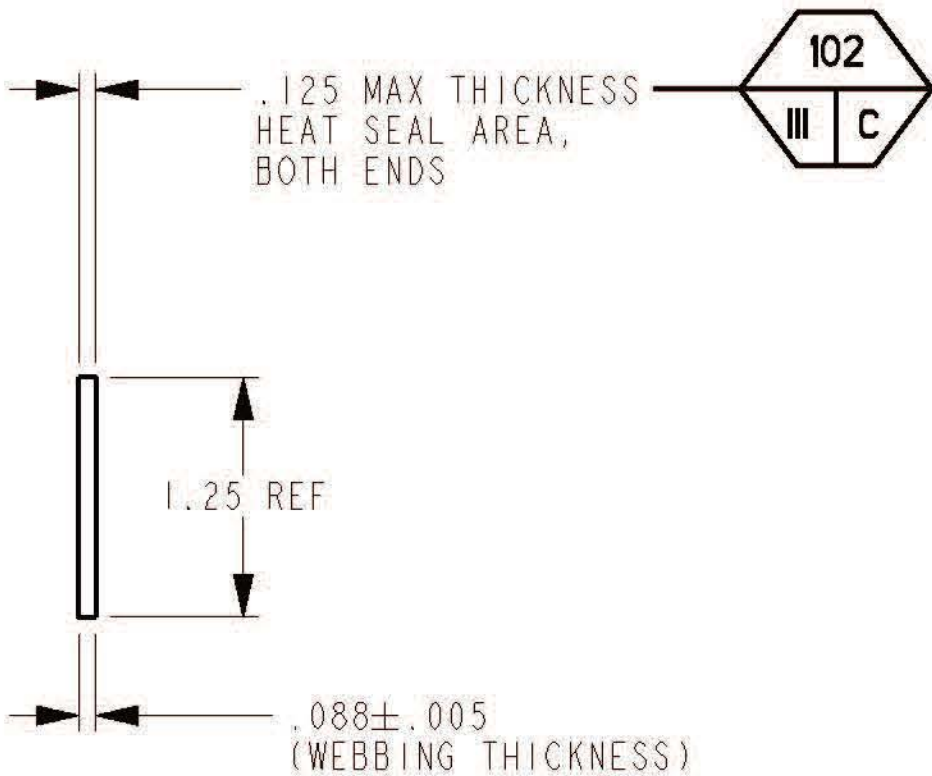 102
.125 MAX THICKNESS
HEAT SEAL AREA,
BOTH ENDS
III C
1.25 REF
.088±.005
(WEBBING THICKNESS)